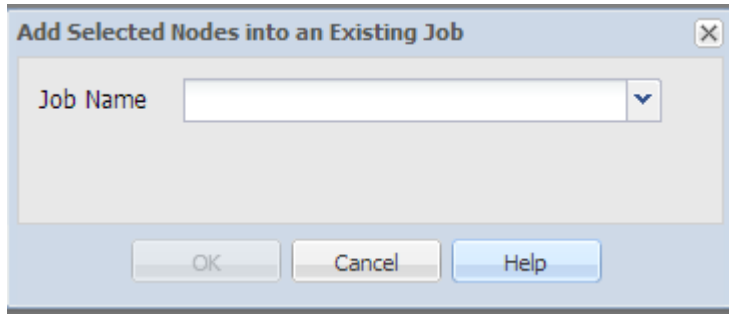 Add Selected Nodes into an Existing Job
Job Name
OK Cancel Help